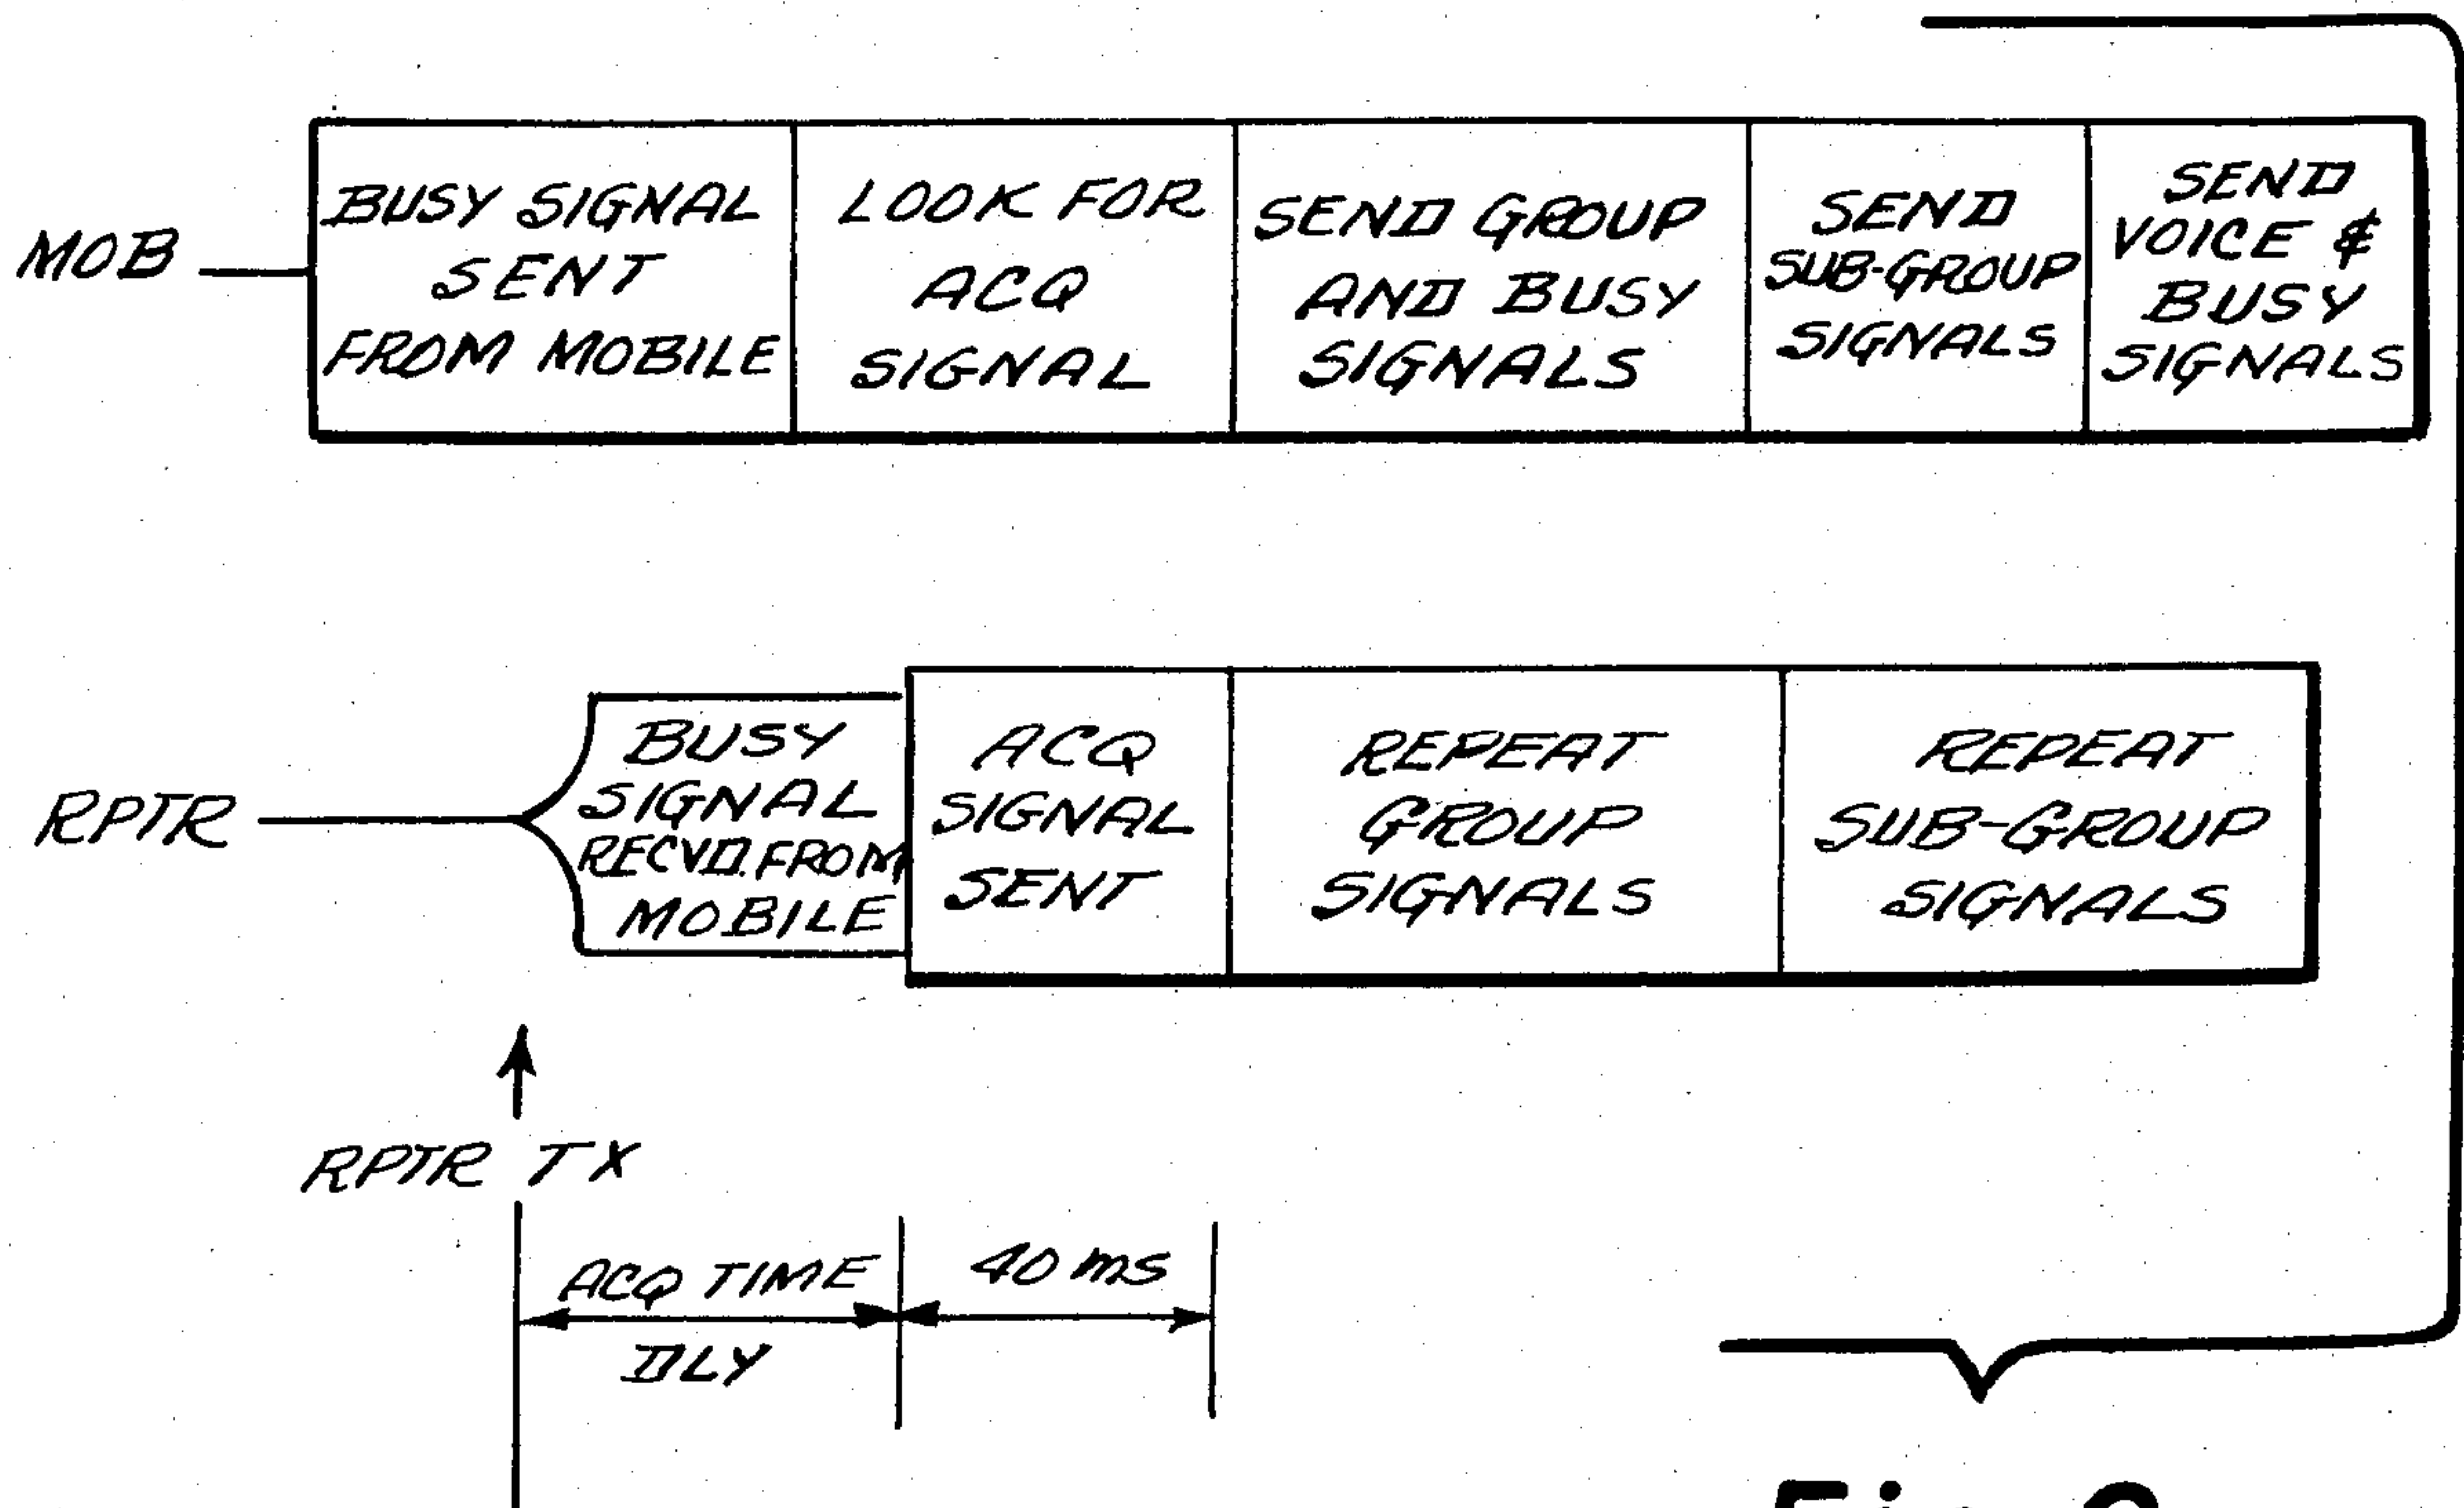 MOB
BUSY SIGNAL
SENT
FROM MOBILE
LOOK FOR
ACQ
SIGNAL
SEND GROUP
AND BUSY
SIGNALS
SEND
SUB-GROUP
SIGNALS
SEND
VOICE &
BUSY
SIGNALS
RPTR
BUSY
SIGNAL
RECVD. FROM
MOBILE
ACQ
SIGNAL
SENT
REPEAT
GROUP
SIGNALS
REPEAT
SUB-GROUP
SIGNALS
RPTR TX
ACQ TIME
DLY
40 ms